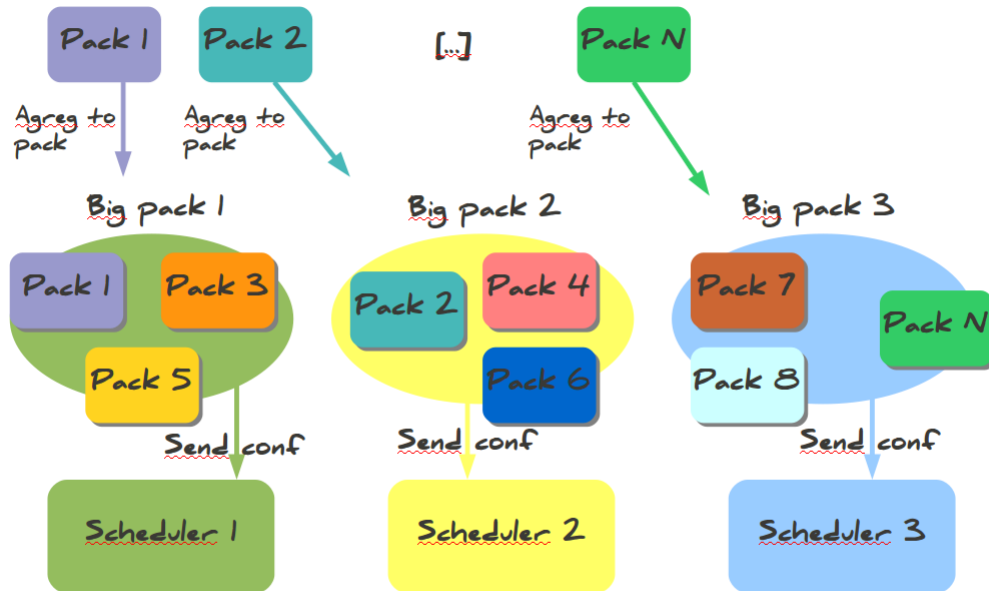 Pack 1
Pack 2
[...]
Pack N
Agreg to
pack
Agreg to
pack
Agreg to
pack
Big pack 1
Big pack 2
Big pack 3
Pack 1
Pack 3
Pack 5
Pack 2
Pack 4
Pack 6
Pack 7
Pack N
Pack 8
Send conf
Send conf
Send conf
Scheduler 1
Scheduler 2
Scheduler 3